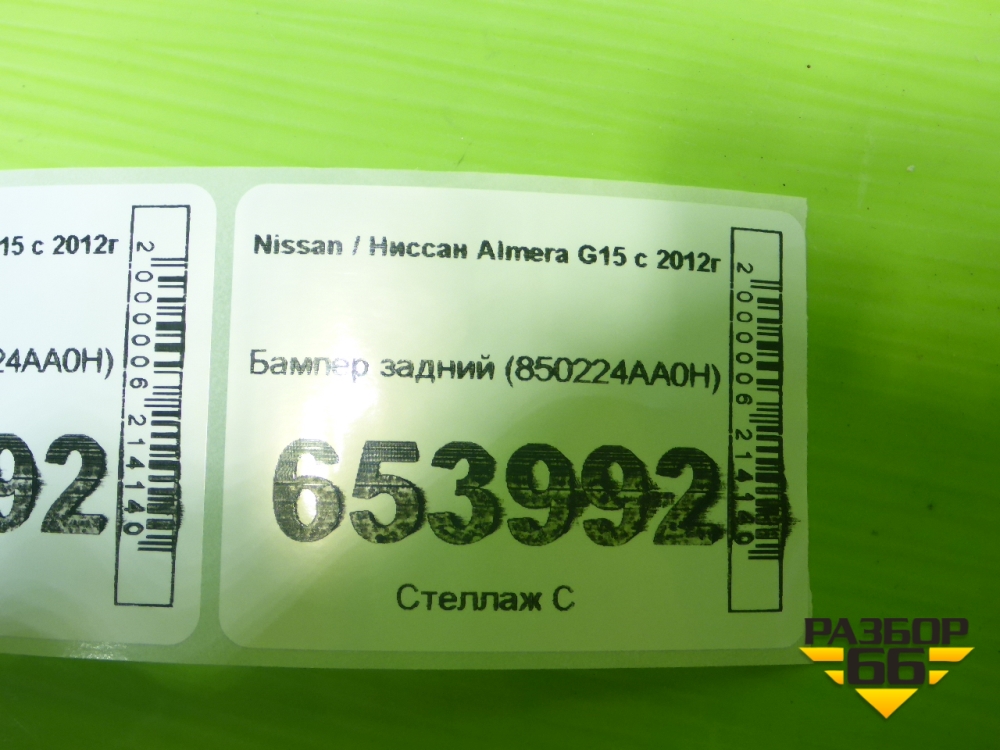 15 с 2012г
24AA0H)
92
2000006214140
Nissan / Ниссан Almera G15 с 2012г
Бампер задний (850224AA0H)
653992
Стеллаж С
2000006214140
РАЗБОР
66